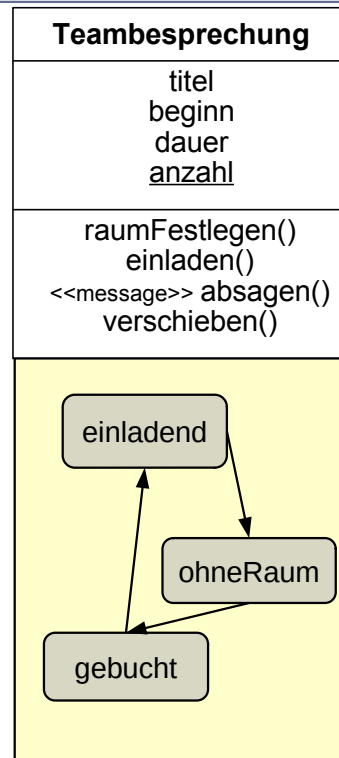 Teambesprechung
titel
beginn
dauer
anzahl
raumFestlegen()
einladen()
<<message>> absagen()
verschieben()
einladend
ohneRaum
gebucht